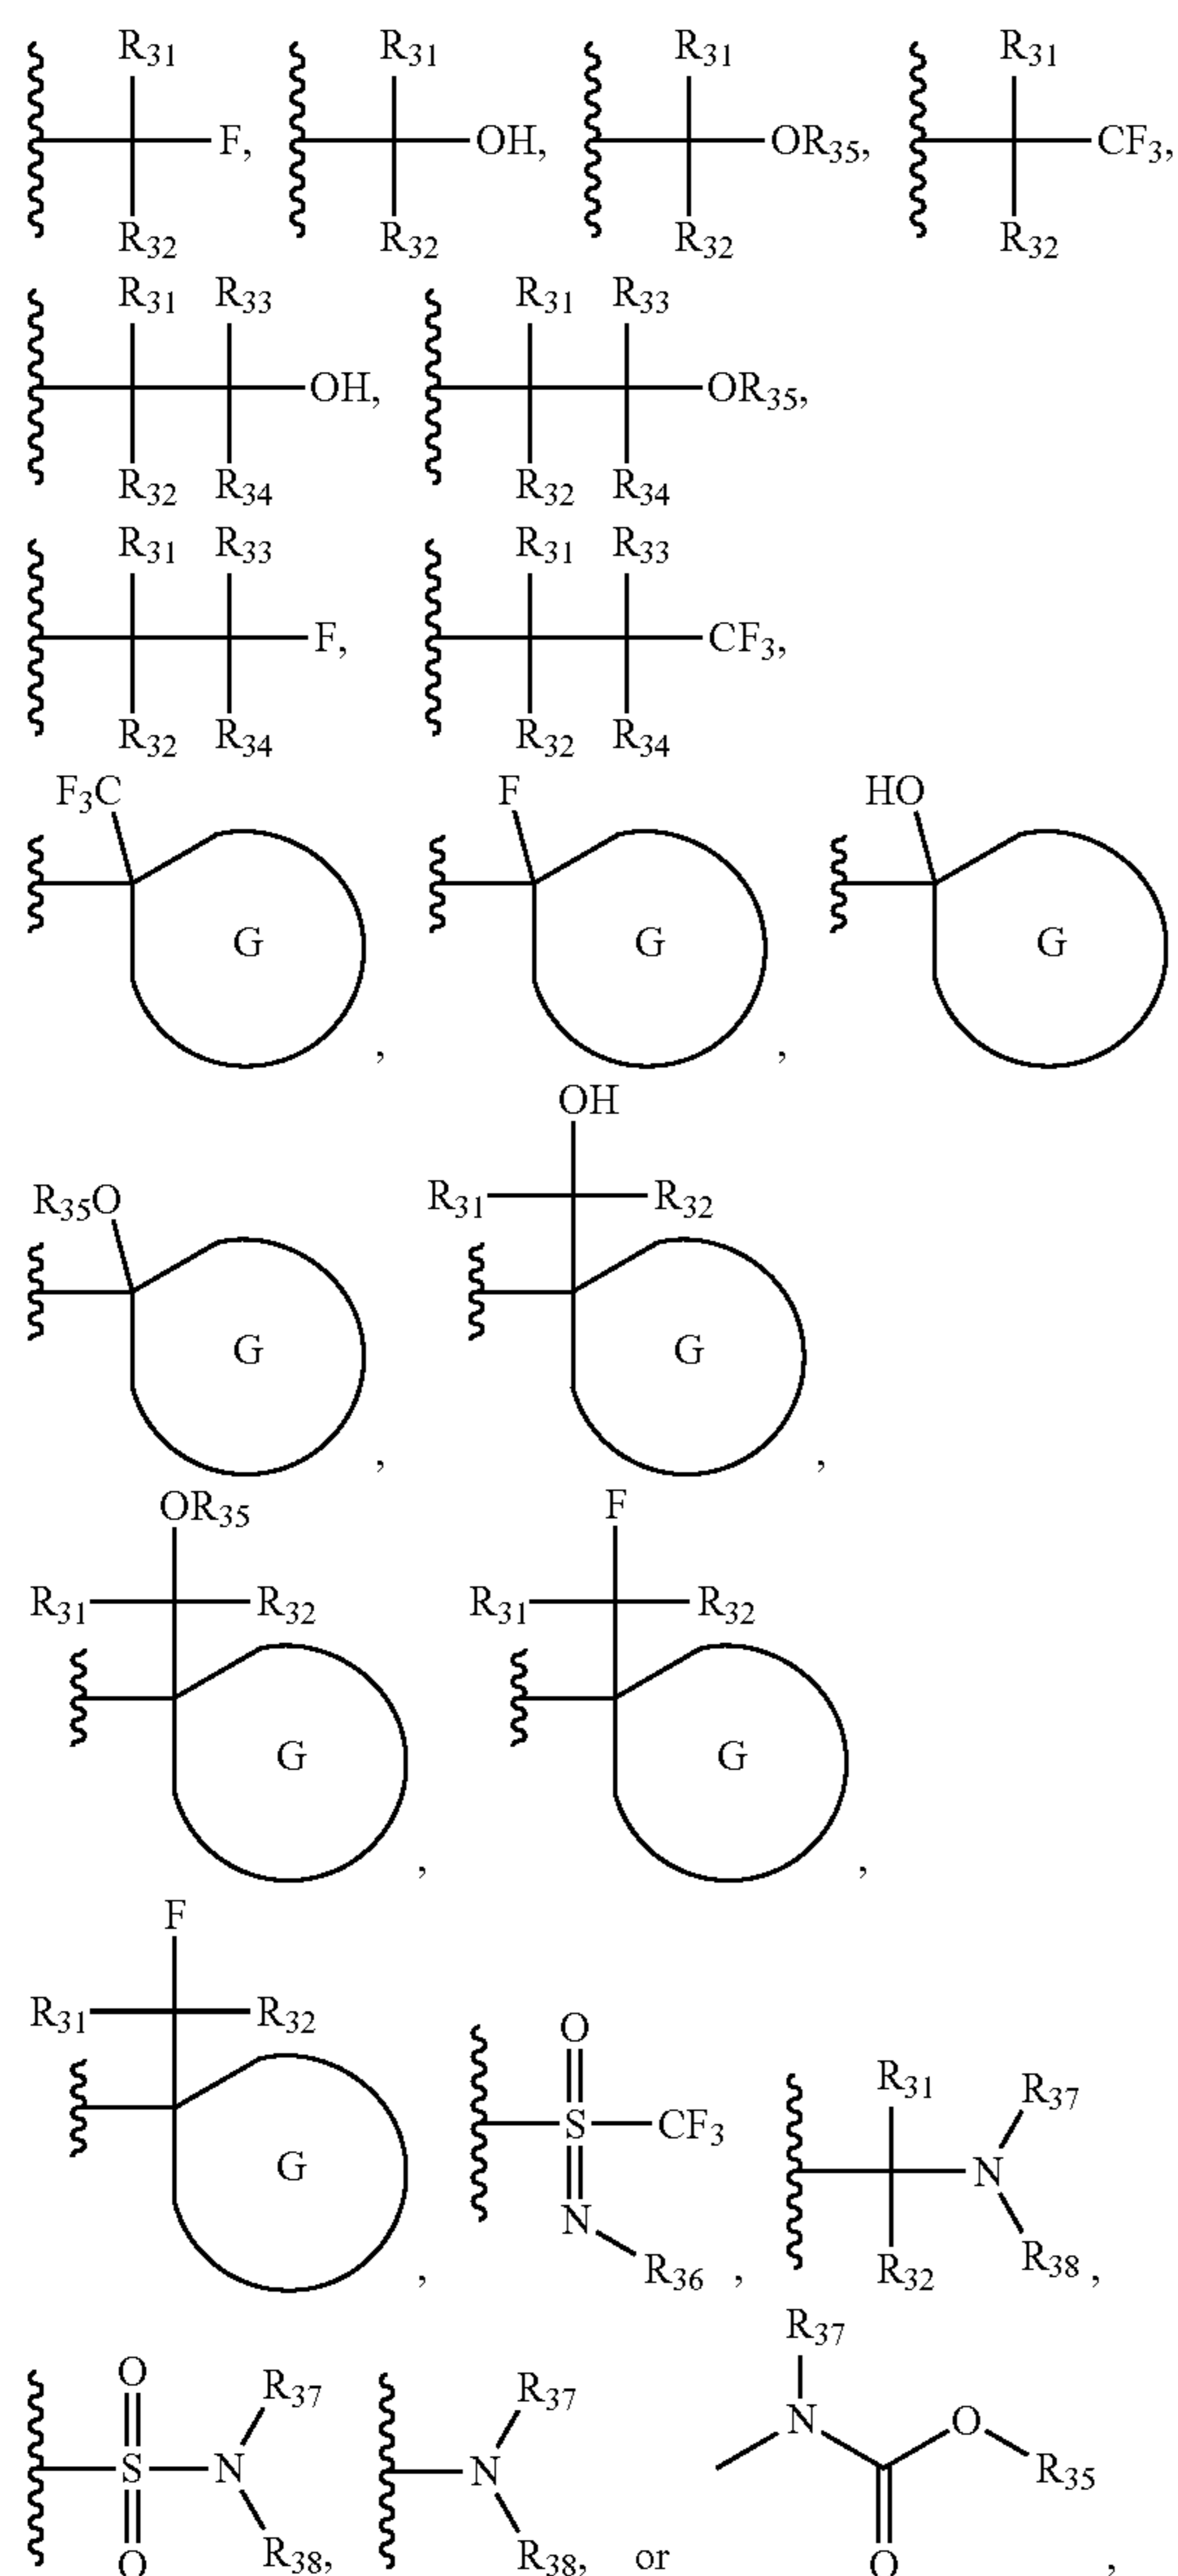 R31 R31 R31 R31
F, OH, OR35, CF3,
R32 R32 R32 R32
R31 R33 R31 R33
OH, OR35,
R32 R34 R32 R34
R31 R33 R31 R33
F, CF3,
R32 R34 R32 R34
F3C F HO
G G G
, ,
OH
R35O R31 R32
G G
, ,
OR35 F
R31 R32 R31 R32
G G
, ,
F
R31 R32 O
R31 R37
S CF3
G N
N
R36 , R32 R38 ,
,
R37
O R37 R37
N O
S N N R35
O R38, R38, or O ,